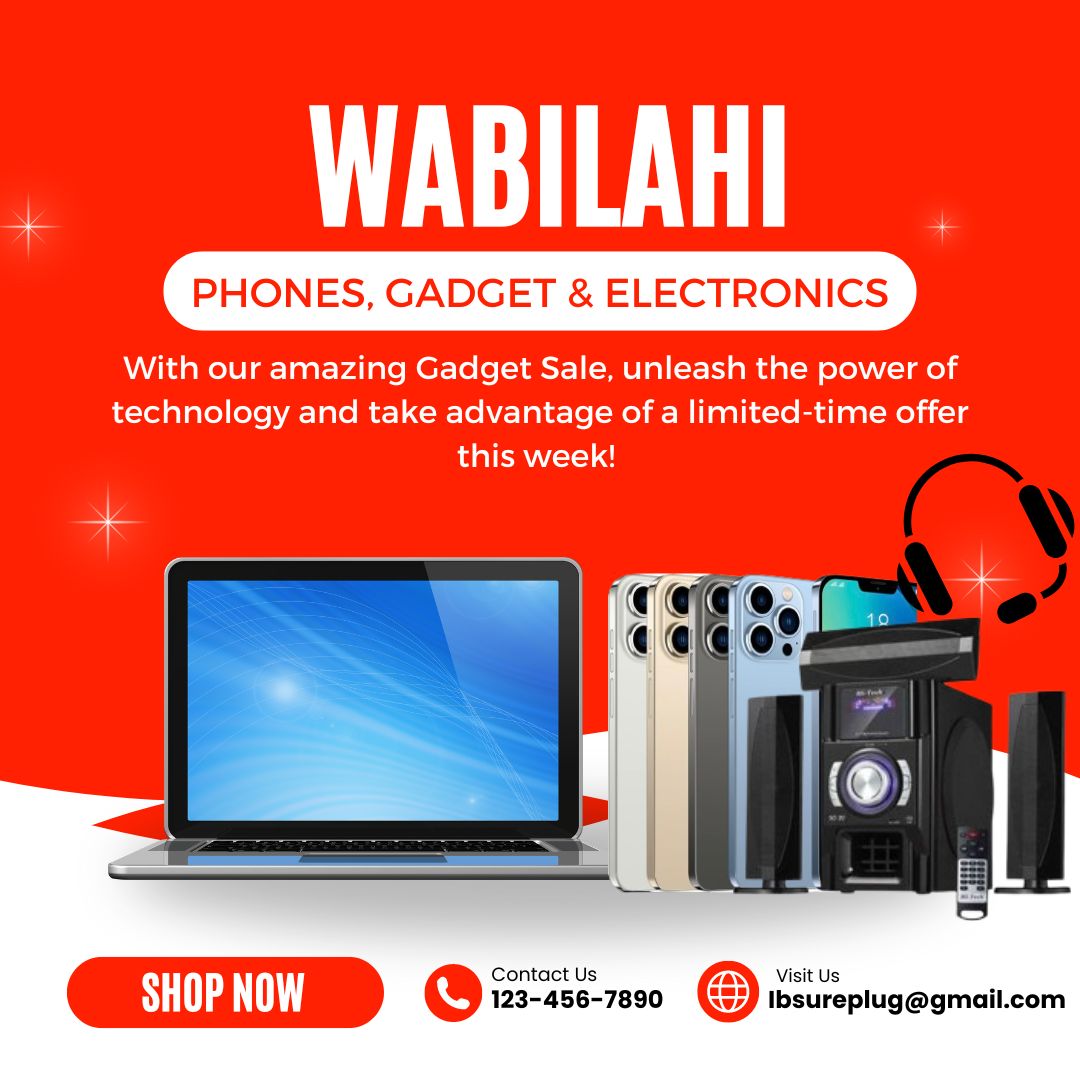 WABILAHI
PHONES, GADGET & ELECTRONICS
With our amazing Gadget Sale, unleash the power of
technology and take advantage of a limited-time offer
this week!
18
SHOP NOW
Contact Us
123-456-7890
Visit Us
Ibsureplug@gmail.com